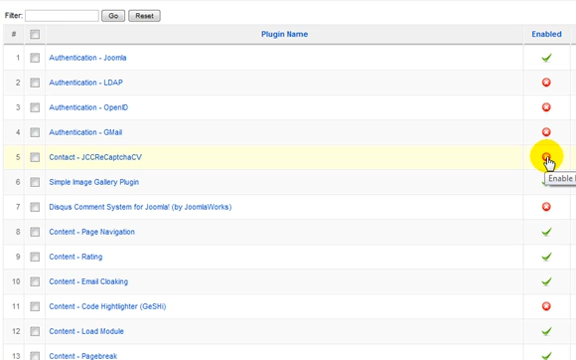 Filter: Go Reset
# Plugin Name Enabled
1 Authentication - Joomla
2 Authentication - LDAP
3 Authentication - OpenID
4 Authentication - GMail
5 Contact - JCCReCaptchaCV
Enable
6 Simple Image Gallery Plugin
7 Disqus Comment System for Joomla! (by JoomlaWorks)
8 Content - Page Navigation
9 Content - Rating
10 Content - Email Cloaking
11 Content - Code Hightlighter (GeSHi)
12 Content - Load Module
13 Content - Pagebreak